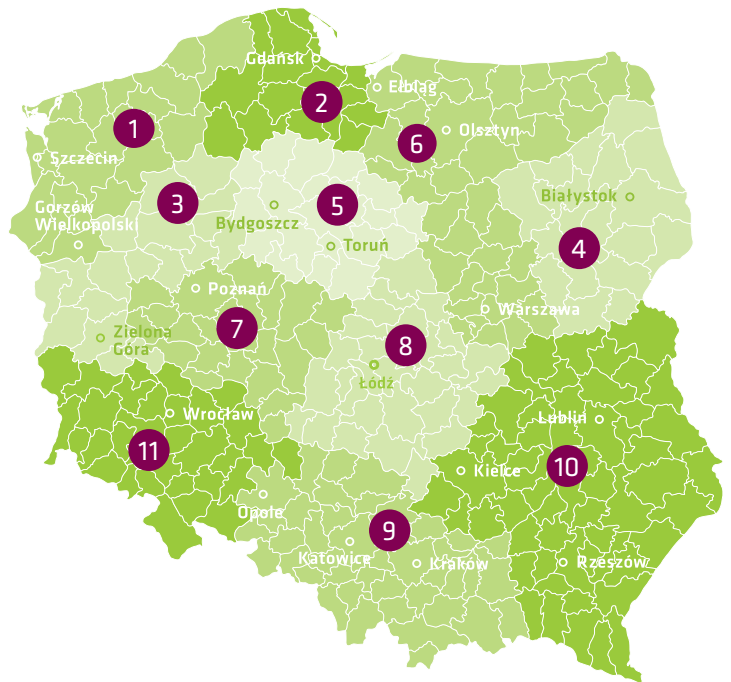 Gdańsk
Elbląg
2
1
Olsztyn
6
Szczecin
Białystok
3
5
Gorzów
Wielkopolski
Bydgoszcz
Toruń
4
Poznań
Warszawa
7
Zielona
Góra
8
Łódź
Wrocław
Lublin
11
Kielce
10
Opole
9
Katowice
Kraków
Rzeszów